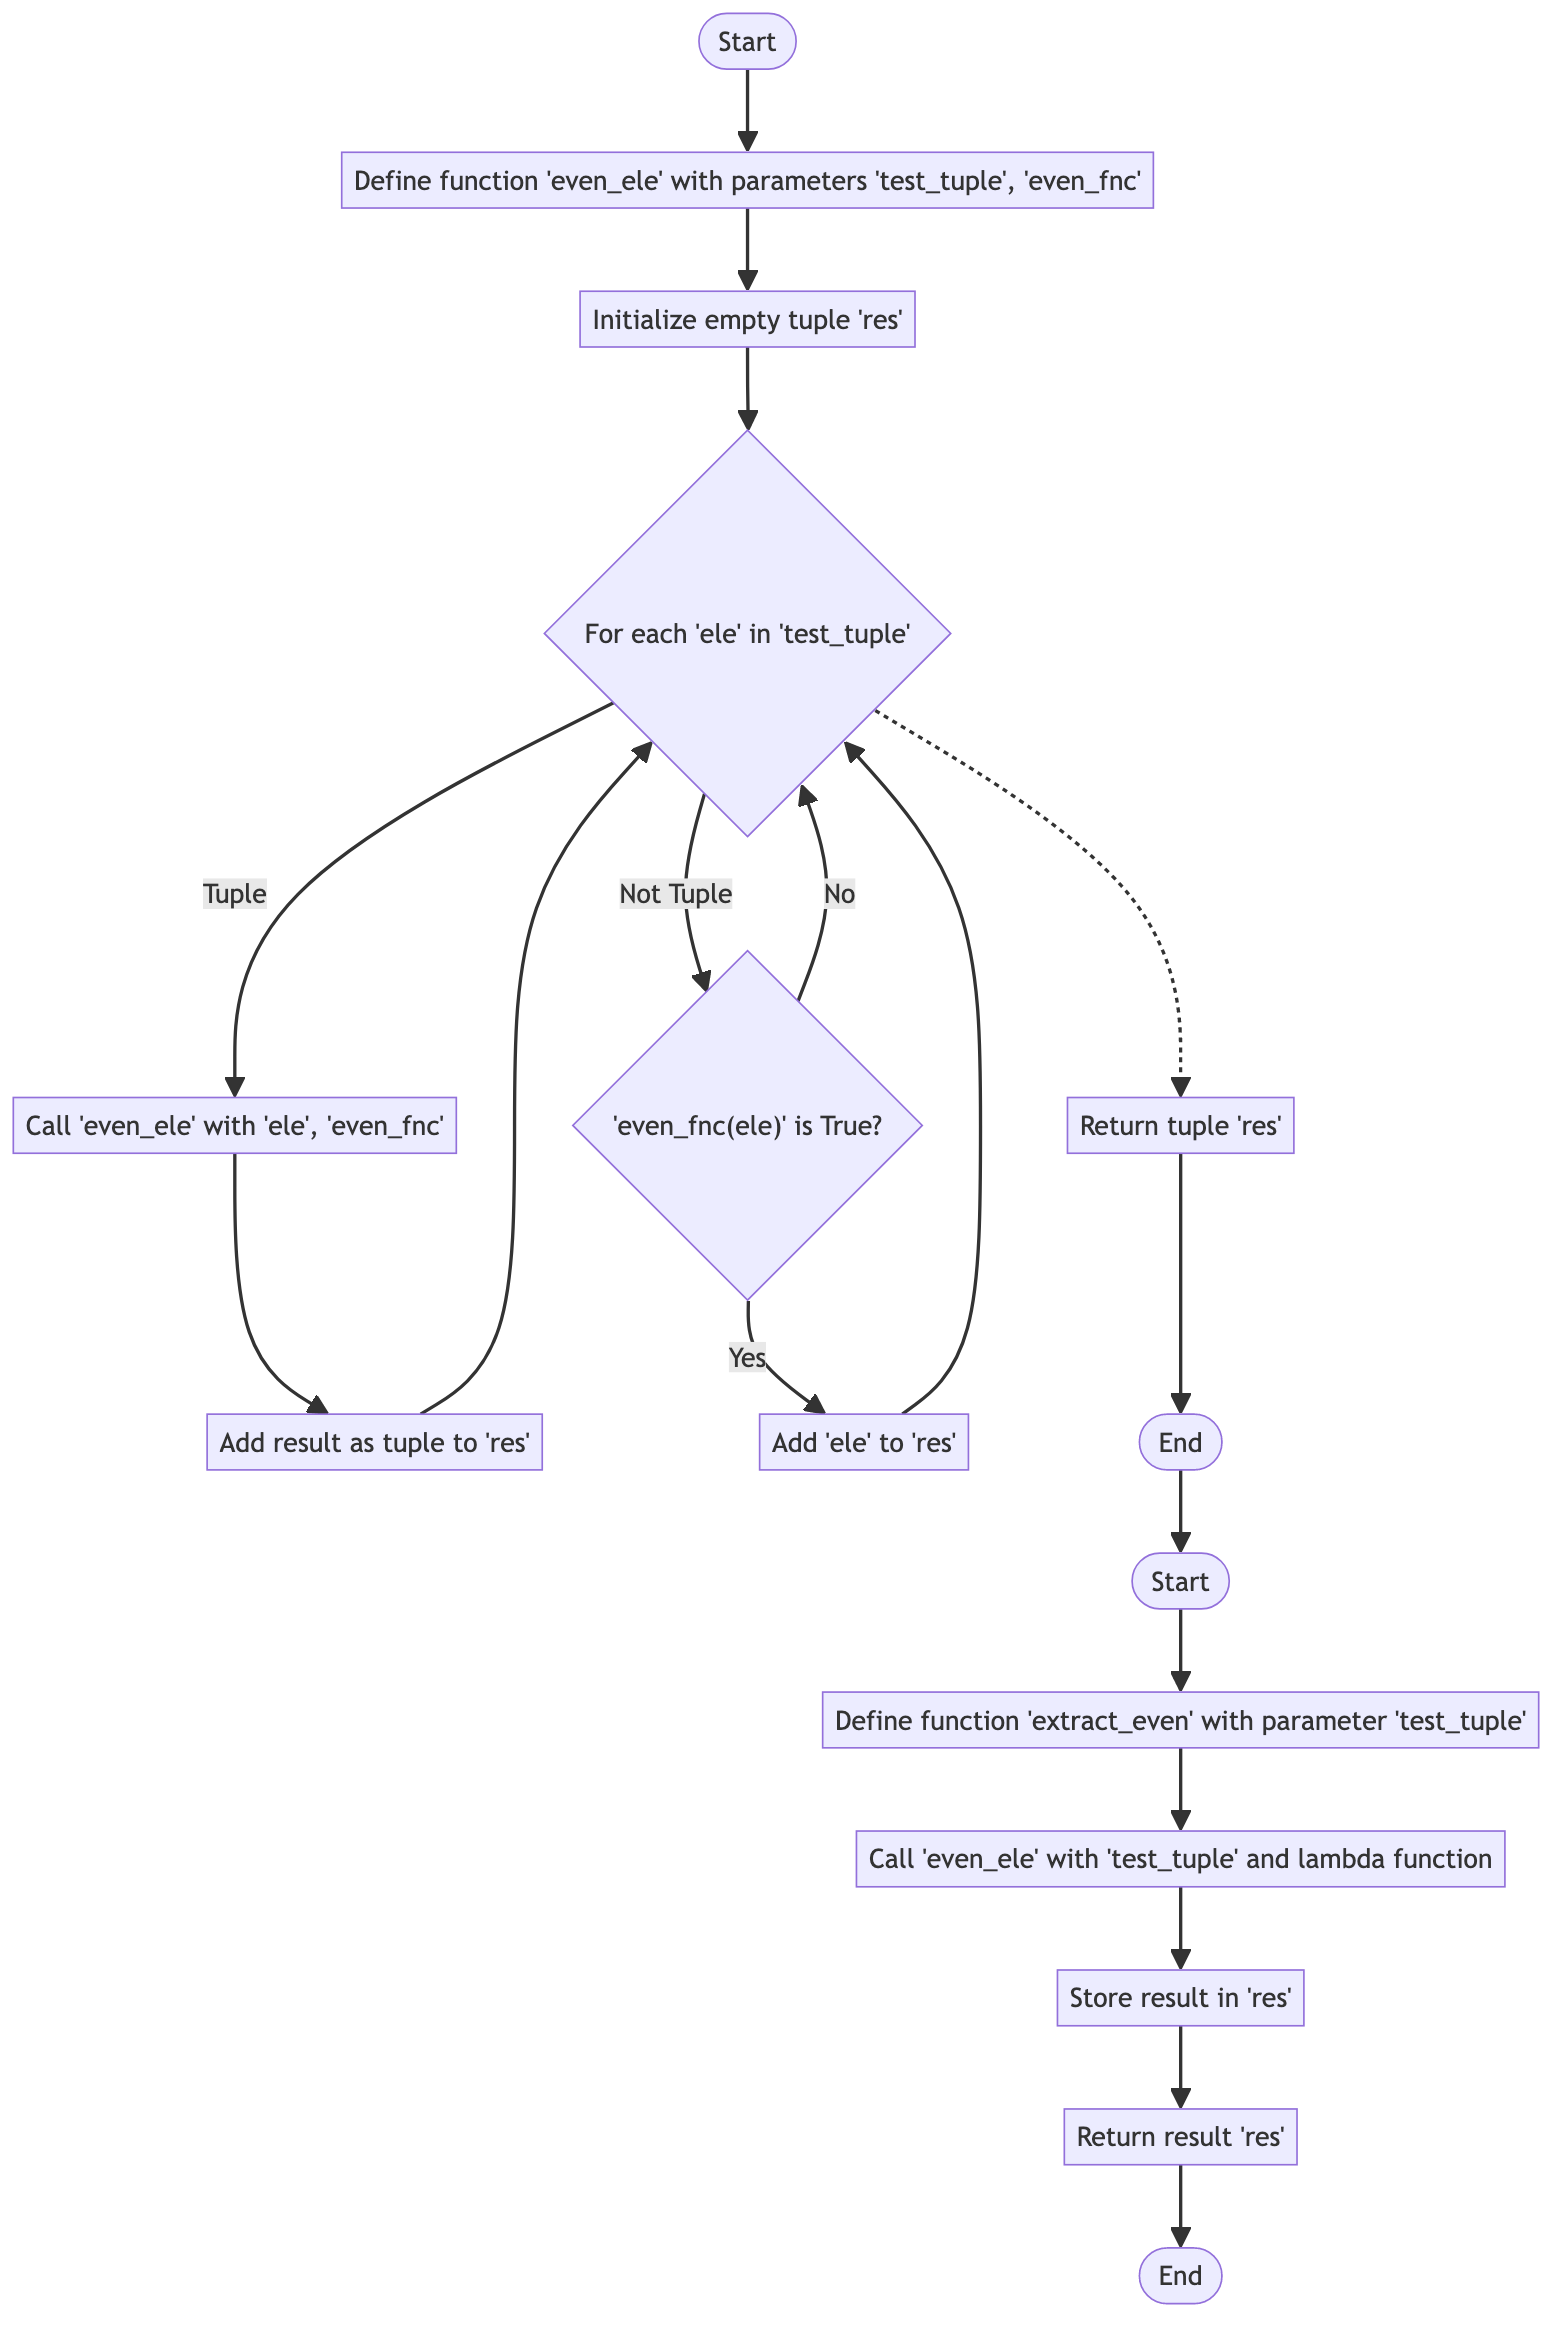 Start
Define function 'even_ele' with parameters 'test_tuple', 'even_fnc'
Initialize empty tuple 'res'
For each 'ele' in 'test_tuple'
Tuple
Not Tuple
No
Call 'even_ele' with 'ele', 'even_fnc'
'even_fnc(ele)' is True?
Return tuple 'res'
Yes
Add result as tuple to 'res'
Add 'ele' to 'res'
End
Start
Define function 'extract_even' with parameter 'test_tuple'
Call 'even_ele' with 'test_tuple' and lambda function
Store result in 'res'
Return result 'res'
End